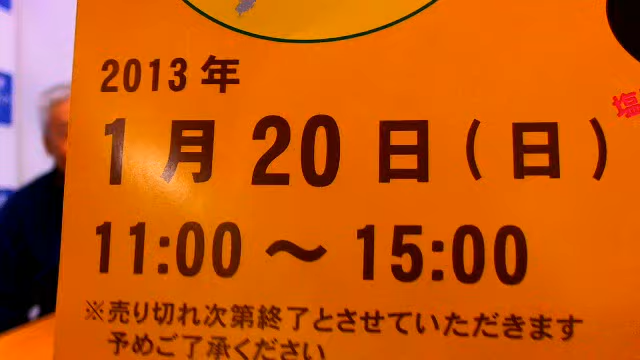 2013年
1月20日(日)
11:00～15:00
※売り切れ次第終了とさせていただきます
予めご了承ください
塩